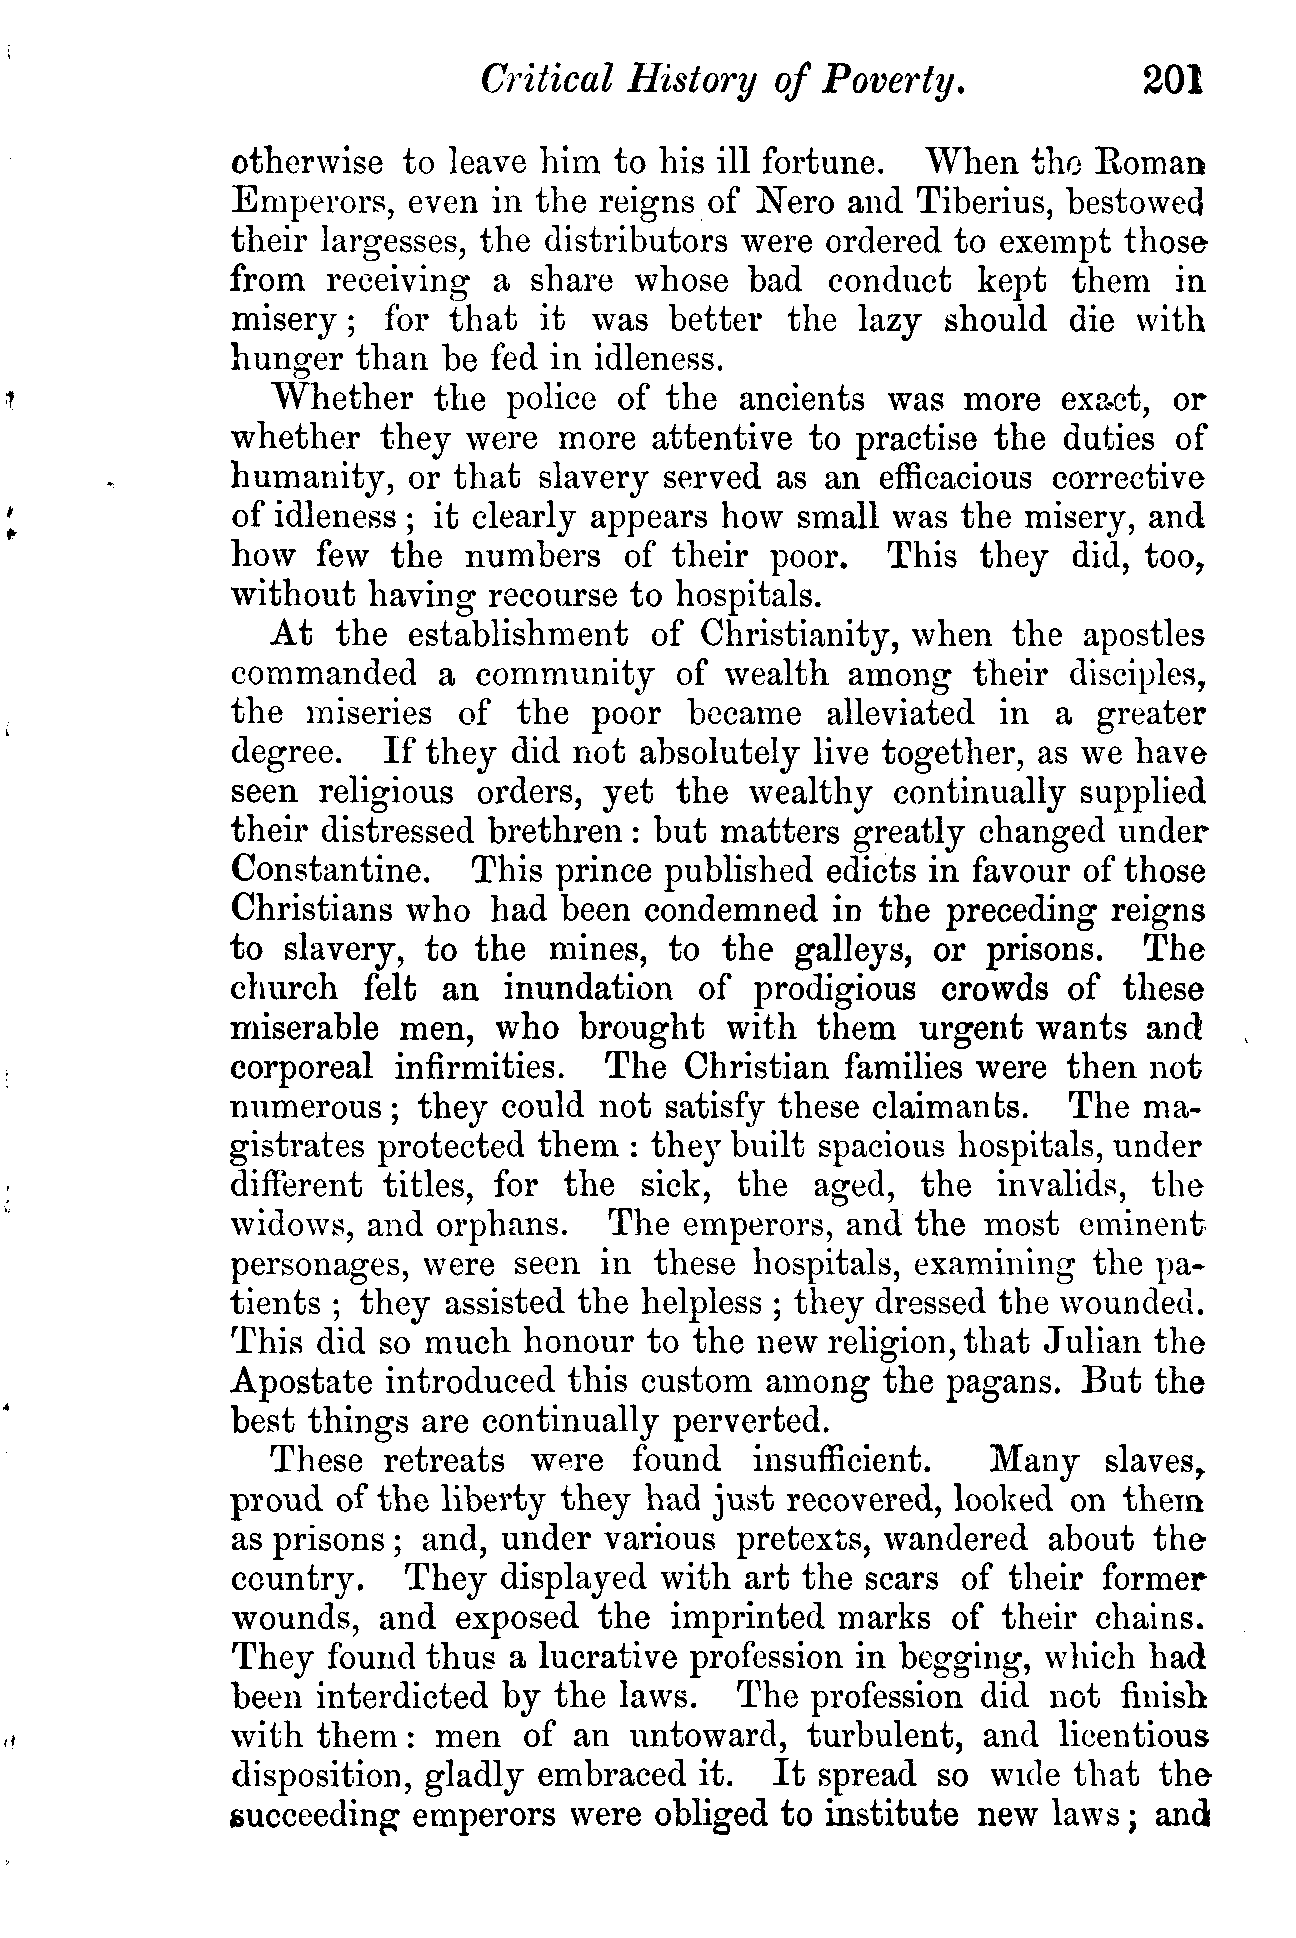 Critical History of Poverty. 201
otherwise to leave him to his ill fortune. When the Roman
Emperors, even in the reigns of Nero and Tiberius, bestowed
their largesses, the distributors were ordered to exempt those
from receiving a share whose bad conduct kept them in
misery ; for that it was better the lazy should die with
hunger than be fed in idleness.
Whether the police of the ancients was more exact, or
whether they were more attentive to practise the duties of
humanity, or that slavery served as an efficacious corrective
of idleness ; it clearly appears how small was the misery, and
how few the numbers of their poor. This they did, too,
without having recourse to hospitals.
At the establishment of Christianity, when the apostles
commanded a community of wealth among their disciples,
the miseries of the poor became alleviated in a greater
degree. If they did not absolutely live together, as we have
seen religious orders, yet the wealthy continually supplied
their distressed brethren : but matters greatly changed under
Constantine. This prince published edicts in favour of those
Christians who had been condemned in the preceding reigns
to slavery, to the mines, to the galleys, or prisons. The
church felt an inundation of prodigious crowds of these
miserable men, who brought with them urgent wants and
corporeal infirmities. The Christian families were then not
numerous ; they could not satisfy these claimants. The ma-
gistrates protected them : they built spacious hospitals, under
different titles, for the sick, the aged, the invalids, the
widows, and orphans. The emperors, and the most eminent
personages, were seen in these hospitals, examining the pa-
tients ; they assisted the helpless ; they dressed the wounded.
This did so much honour to the new religion, that Julian the
Apostate introduced this custom among the pagans. But the
best things are continually perverted.
These retreats were found insufficient. Many slaves,
proud of the liberty they had just recovered, looked on them
as prisons ; and, under various pretexts, wandered about the
country. They displayed with art the scars of their former
wounds, and exposed the imprinted marks of their chains.
They found thus a lucrative profession in begging, which had
been interdicted by the laws. The profession did not finish
with them : men of an untoward, turbulent, and licentious
disposition, gladly embraced it. It spread so wide that the
succeeding emperors were obliged to institute new laws ; and